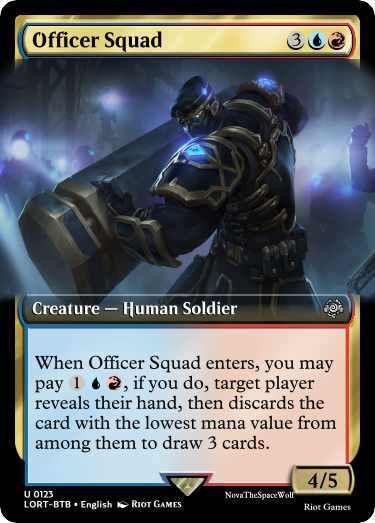 Officer Squad 3
Creature — Human Soldier
When Officer Squad enters, you may
pay 1, if you do, target player
reveals their hand, then discards the
card with the lowest mana value from
among them to draw 3 cards.
4/5
U 0123
LORT-BTB • English Riot Games
NovaTheSpaceWolf
Riot Games